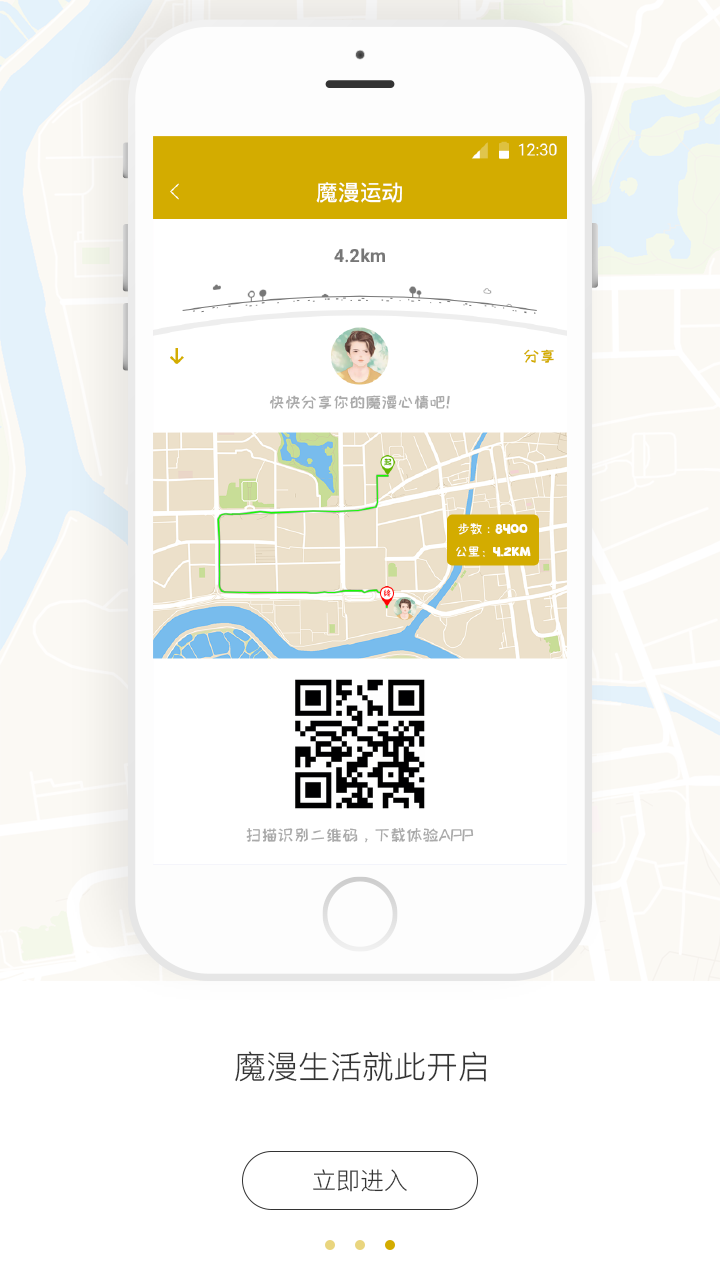 12:30
魔漫运动
4.2km
分享
快快分享你的魔漫心情吧!
起
步数：8400
公里：4.2KM
终
扫描识别二维码，下载体验APP
魔漫生活就此开启
立即进入